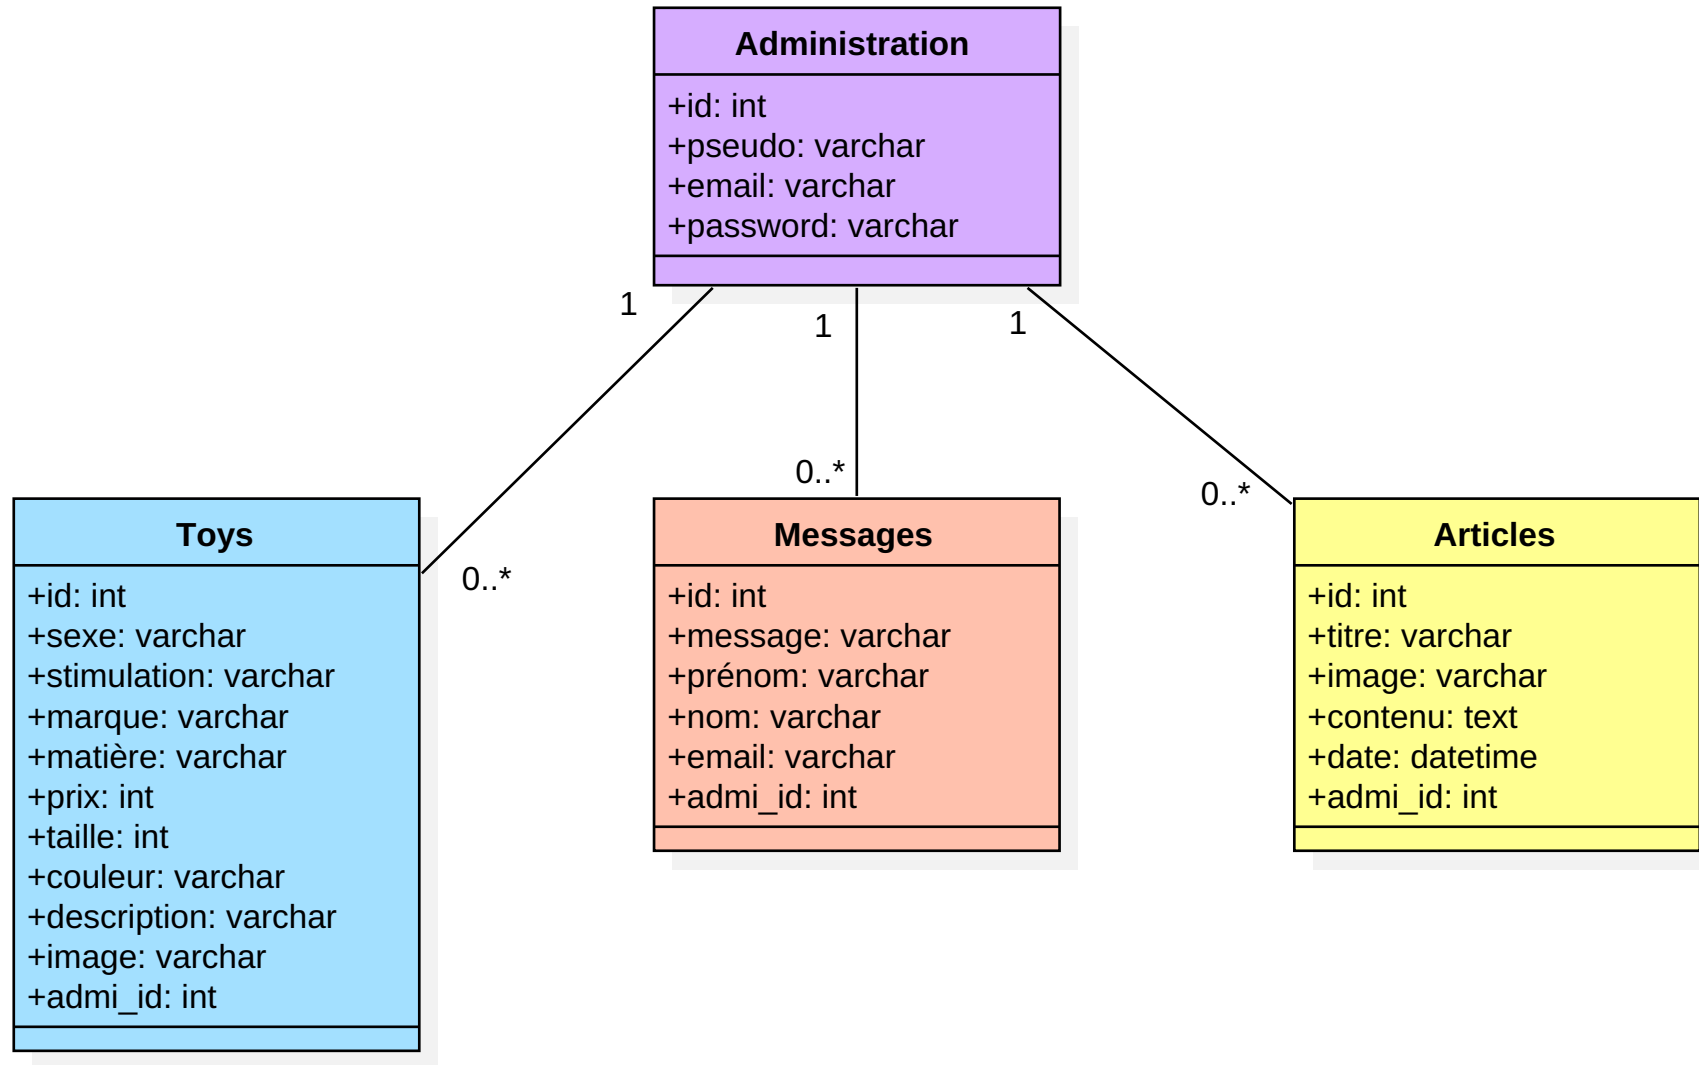 Administration
+id: int
+pseudo: varchar
+email: varchar
+password: varchar
1
1
1
0..*
0..*
0..*
Toys
+id: int
+sexe: varchar
+stimulation: varchar
+marque: varchar
+matière: varchar
+prix: int
+taille: int
+couleur: varchar
+description: varchar
+image: varchar
+admi_id: int
Messages
+id: int
+message: varchar
+prénom: varchar
+nom: varchar
+email: varchar
+admi_id: int
Articles
+id: int
+titre: varchar
+image: varchar
+contenu: text
+date: datetime
+admi_id: int